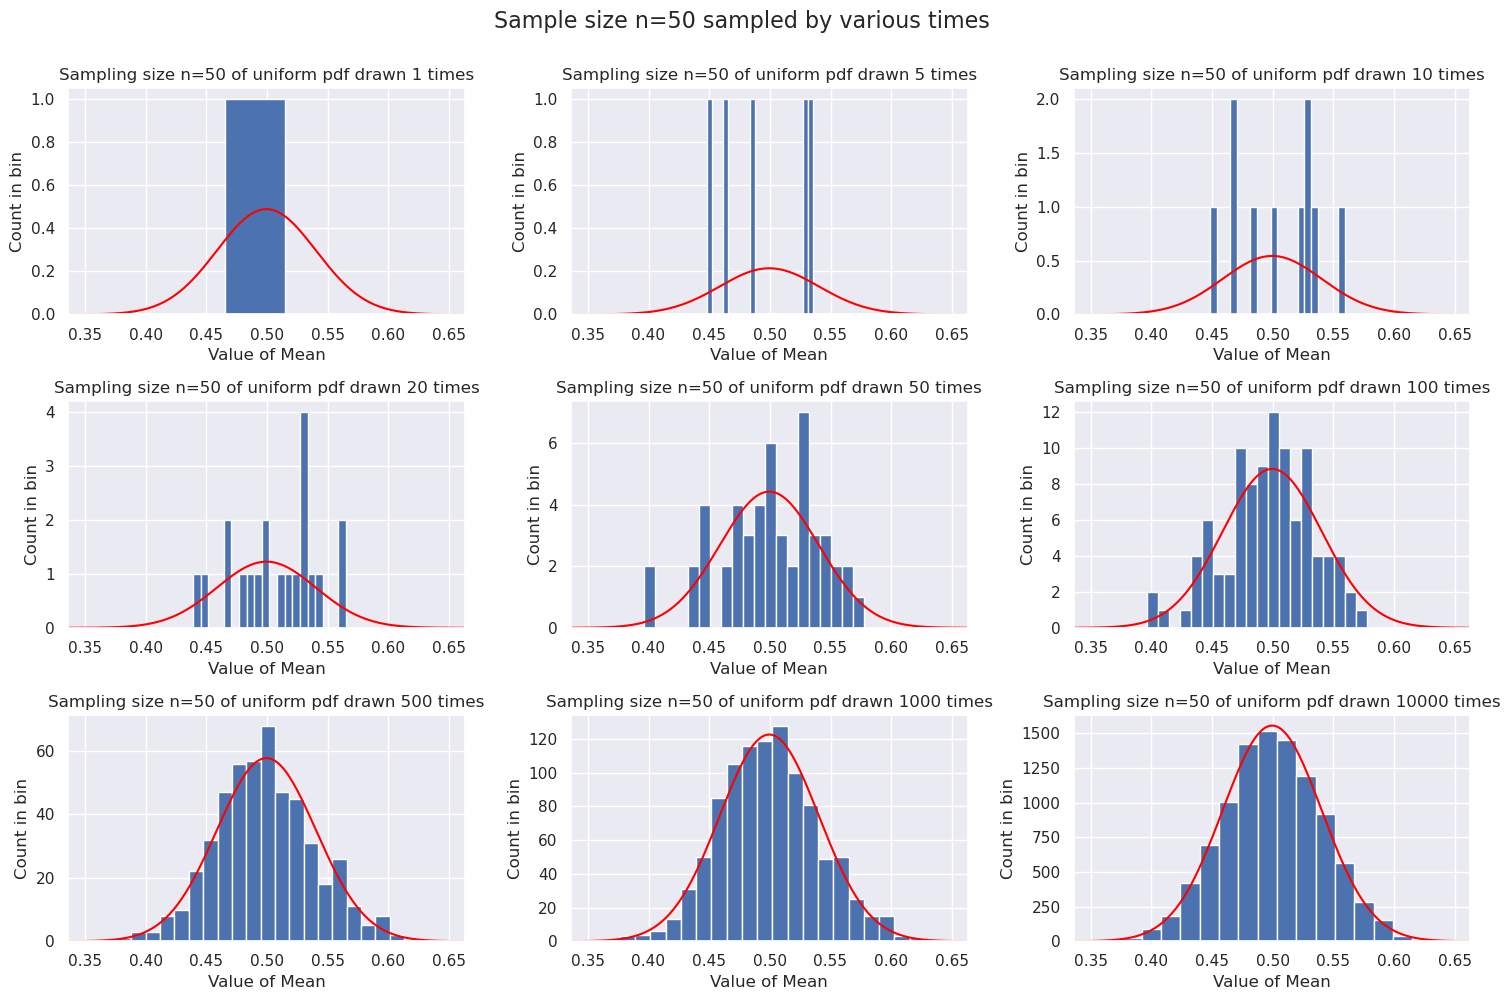 Sample size n=50 sampled by various times
Sampling size n=50 of uniform pdf drawn 1 times
1.0
0.8
0.6
0.4
0.2
0.0
Count in bin
0.35 0.40 0.45 0.50 0.55 0.60 0.65
Value of Mean
Sampling size n=50 of uniform pdf drawn 5 times
1.0
0.8
0.6
0.4
0.2
0.0
Count in bin
0.35 0.40 0.45 0.50 0.55 0.60 0.65
Value of Mean
Sampling size n=50 of uniform pdf drawn 10 times
2.0
1.5
1.0
0.5
0.0
Count in bin
0.35 0.40 0.45 0.50 0.55 0.60 0.65
Value of Mean
Sampling size n=50 of uniform pdf drawn 20 times
4
3
2
1
0
Count in bin
0.35 0.40 0.45 0.50 0.55 0.60 0.65
Value of Mean
Sampling size n=50 of uniform pdf drawn 50 times
6
4
2
0
Count in bin
0.35 0.40 0.45 0.50 0.55 0.60 0.65
Value of Mean
Sampling size n=50 of uniform pdf drawn 100 times
12
10
8
6
4
2
0
Count in bin
0.35 0.40 0.45 0.50 0.55 0.60 0.65
Value of Mean
Sampling size n=50 of uniform pdf drawn 500 times
60
40
20
0
Count in bin
0.35 0.40 0.45 0.50 0.55 0.60 0.65
Value of Mean
Sampling size n=50 of uniform pdf drawn 1000 times
120
100
80
60
40
20
0
Count in bin
0.35 0.40 0.45 0.50 0.55 0.60 0.65
Value of Mean
Sampling size n=50 of uniform pdf drawn 10000 times
1500
1250
1000
750
500
250
0
Count in bin
0.35 0.40 0.45 0.50 0.55 0.60 0.65
Value of Mean